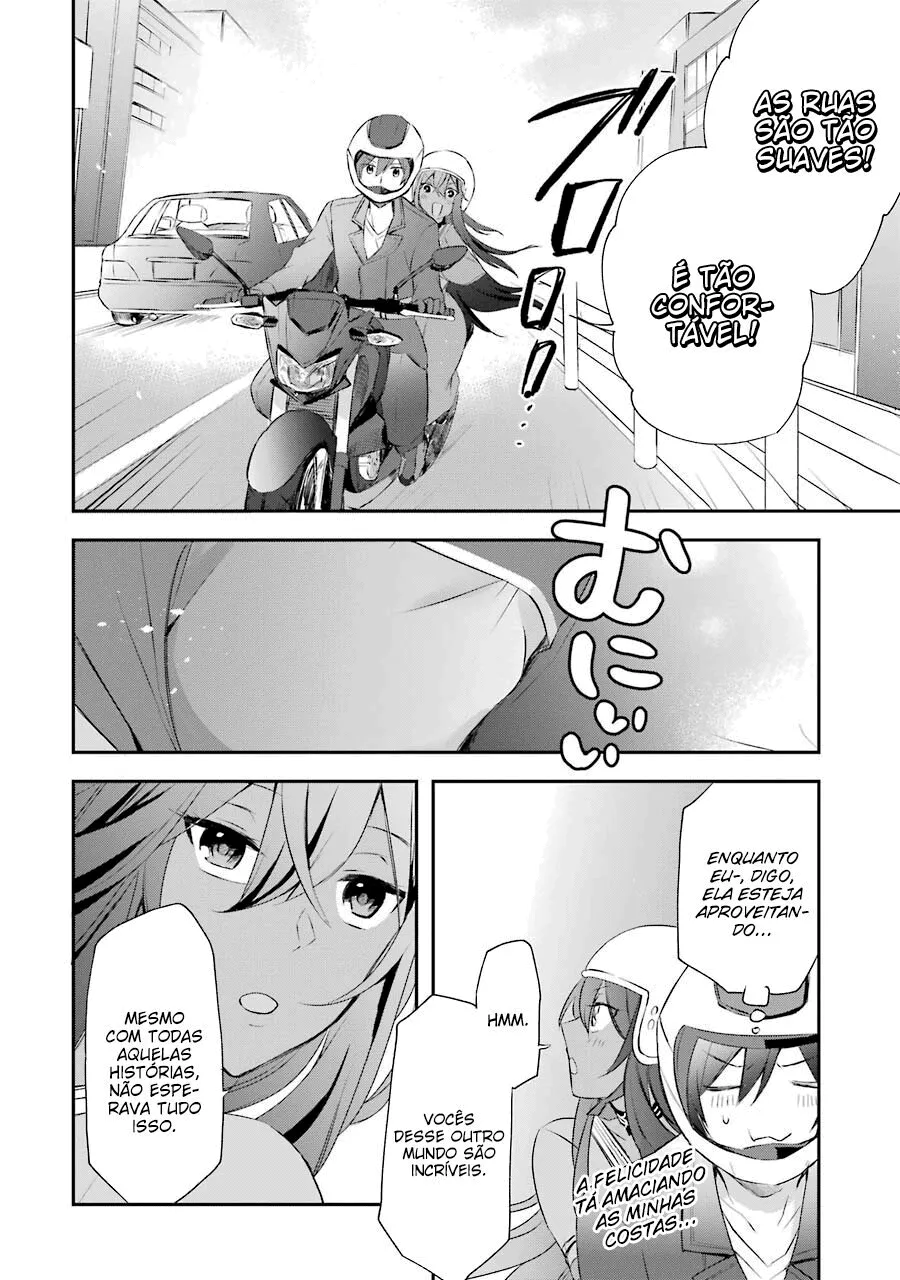 AS RUAS
SÃO TÃO
SUAVES!
É TÃO
CONFOR-
TÁVEL!
ブロロロ
むにぃぃ
ENQUANTO
EU-, DIGO,
ELA ESTEJA
APROVEITAN-
DO...
A FELICIDADE
TÁ AMACIANDO
AS MINHAS
COSTAS...
HMM.
VOCÊS
DESSE OUTRO
MUNDO SÃO
INCRÍVEIS.
MESMO
COM TODAS
AQUELAS
HISTÓRIAS,
NÃO ESPE-
RAVA TUDO
ISSO.